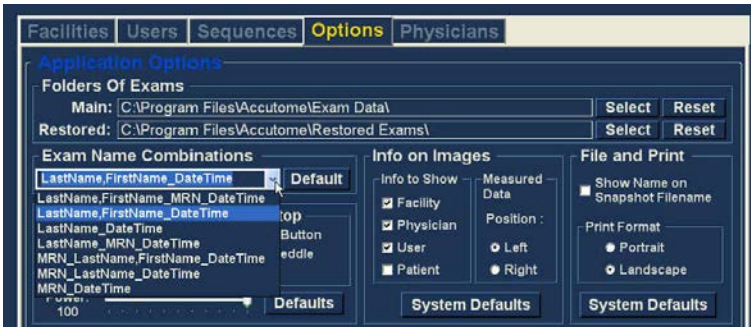 Facilities Users Sequences Options Physicians
Application Options
Folders Of Exams
Main: C:\Program Files\Accutome\Exam Data\ Select Reset
Restored: C:\Program Files\Accutome\Restored Exams\ Select Reset
Exam Name Combinations
LastName,FirstName_DateTime Default
LastName,FirstName_MRN_DateTime
LastName,FirstName_DateTime
LastName_DateTime
LastName_MRN_DateTime
MRN_LastName,FirstName_DateTime
MRN_LastName_DateTime
MRN_DateTime
Button
Power:
100
Defaults
Info on Images
Info to Show
Facility
Physician
User
Patient
Measured
Data
Position :
Left
Right
System Defaults
File and Print
Show Name on
Snapshot Filename
Print Format
Portrait
Landscape
System Defaults